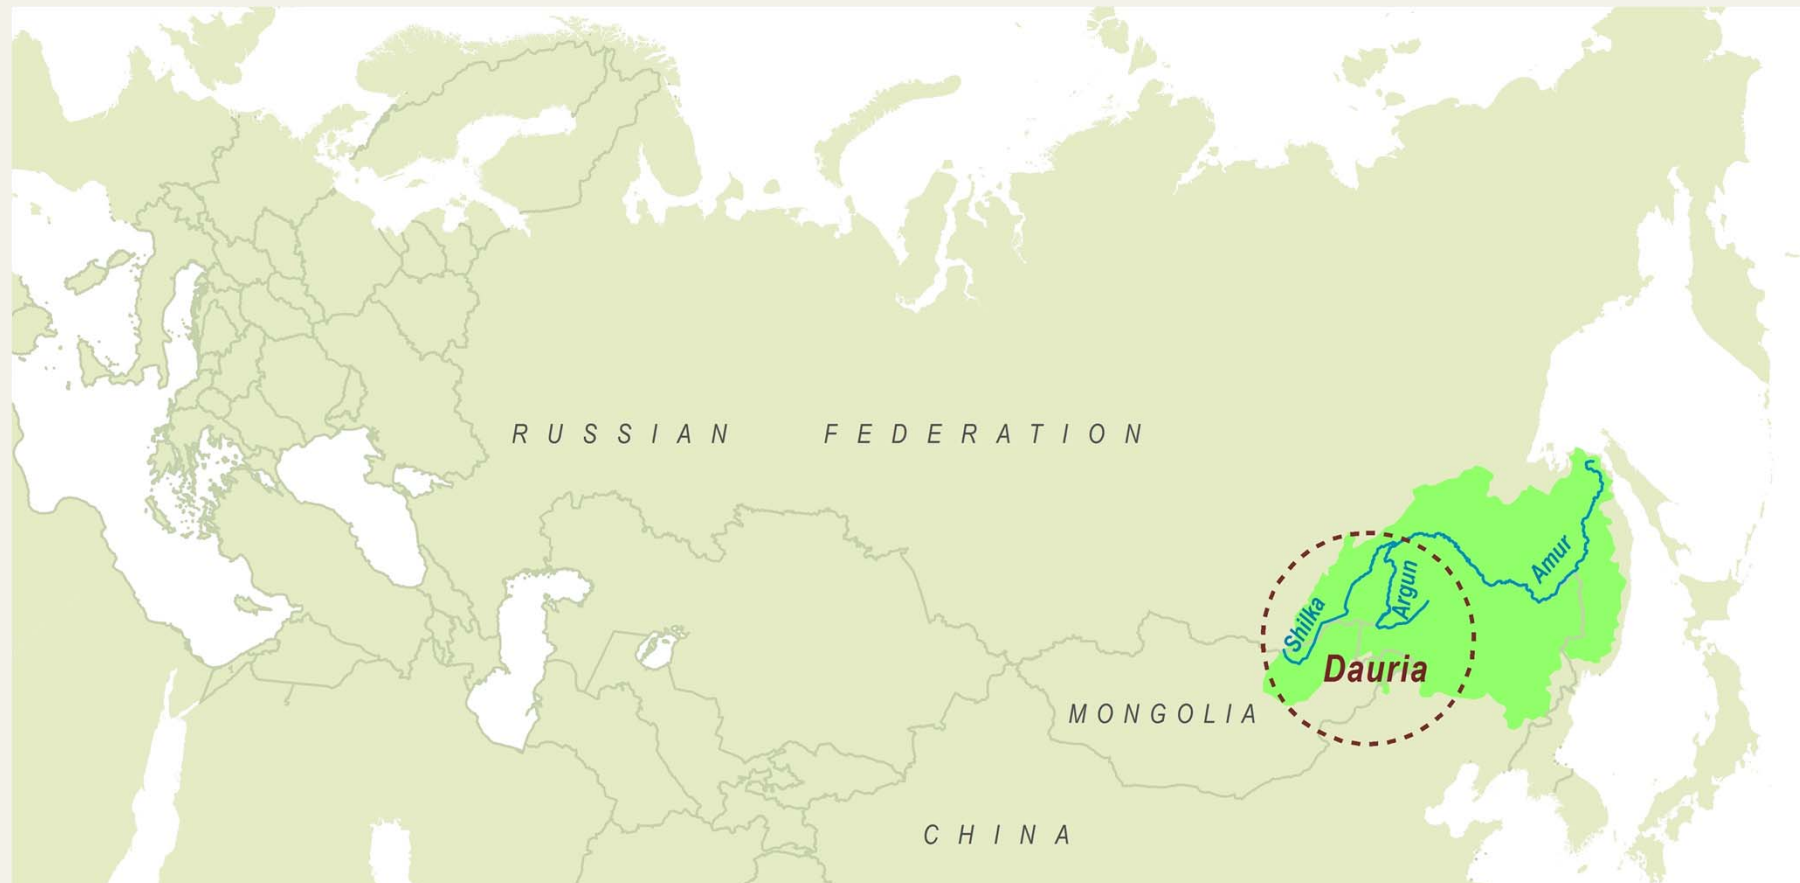 RUSSIAN FEDERATION
Amur
Argun
Shilka
Dauria
MONGOLIA
CHINA